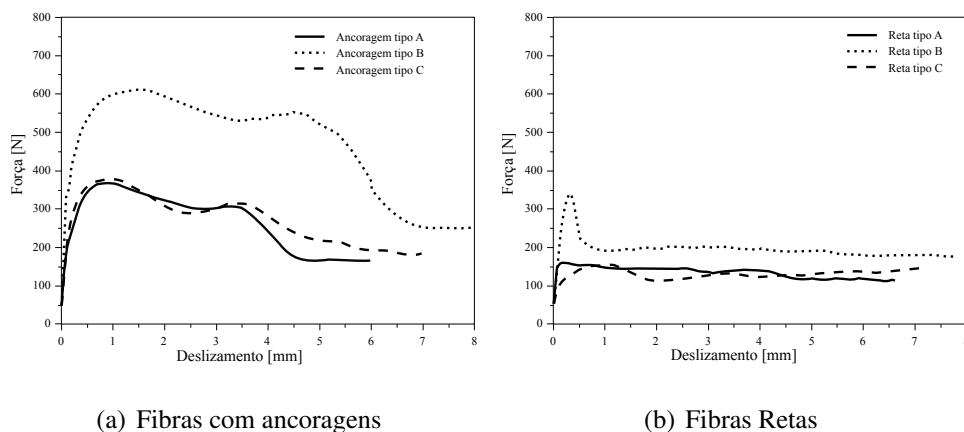 800
700
600
500
400
300
200
100
0
Força [N]
Ancoragem tipo A
Ancoragem tipo B
Ancoragem tipo C
0 1 2 3 4 5 6 7 8
Deslizamento [mm]
(a) Fibras com ancoragens
800
700
600
500
400
300
200
100
0
Força [N]
Reta tipo A
Reta tipo B
Reta tipo C
0 1 2 3 4 5 6 7 8
Deslizamento [mm]
(b) Fibras Retas